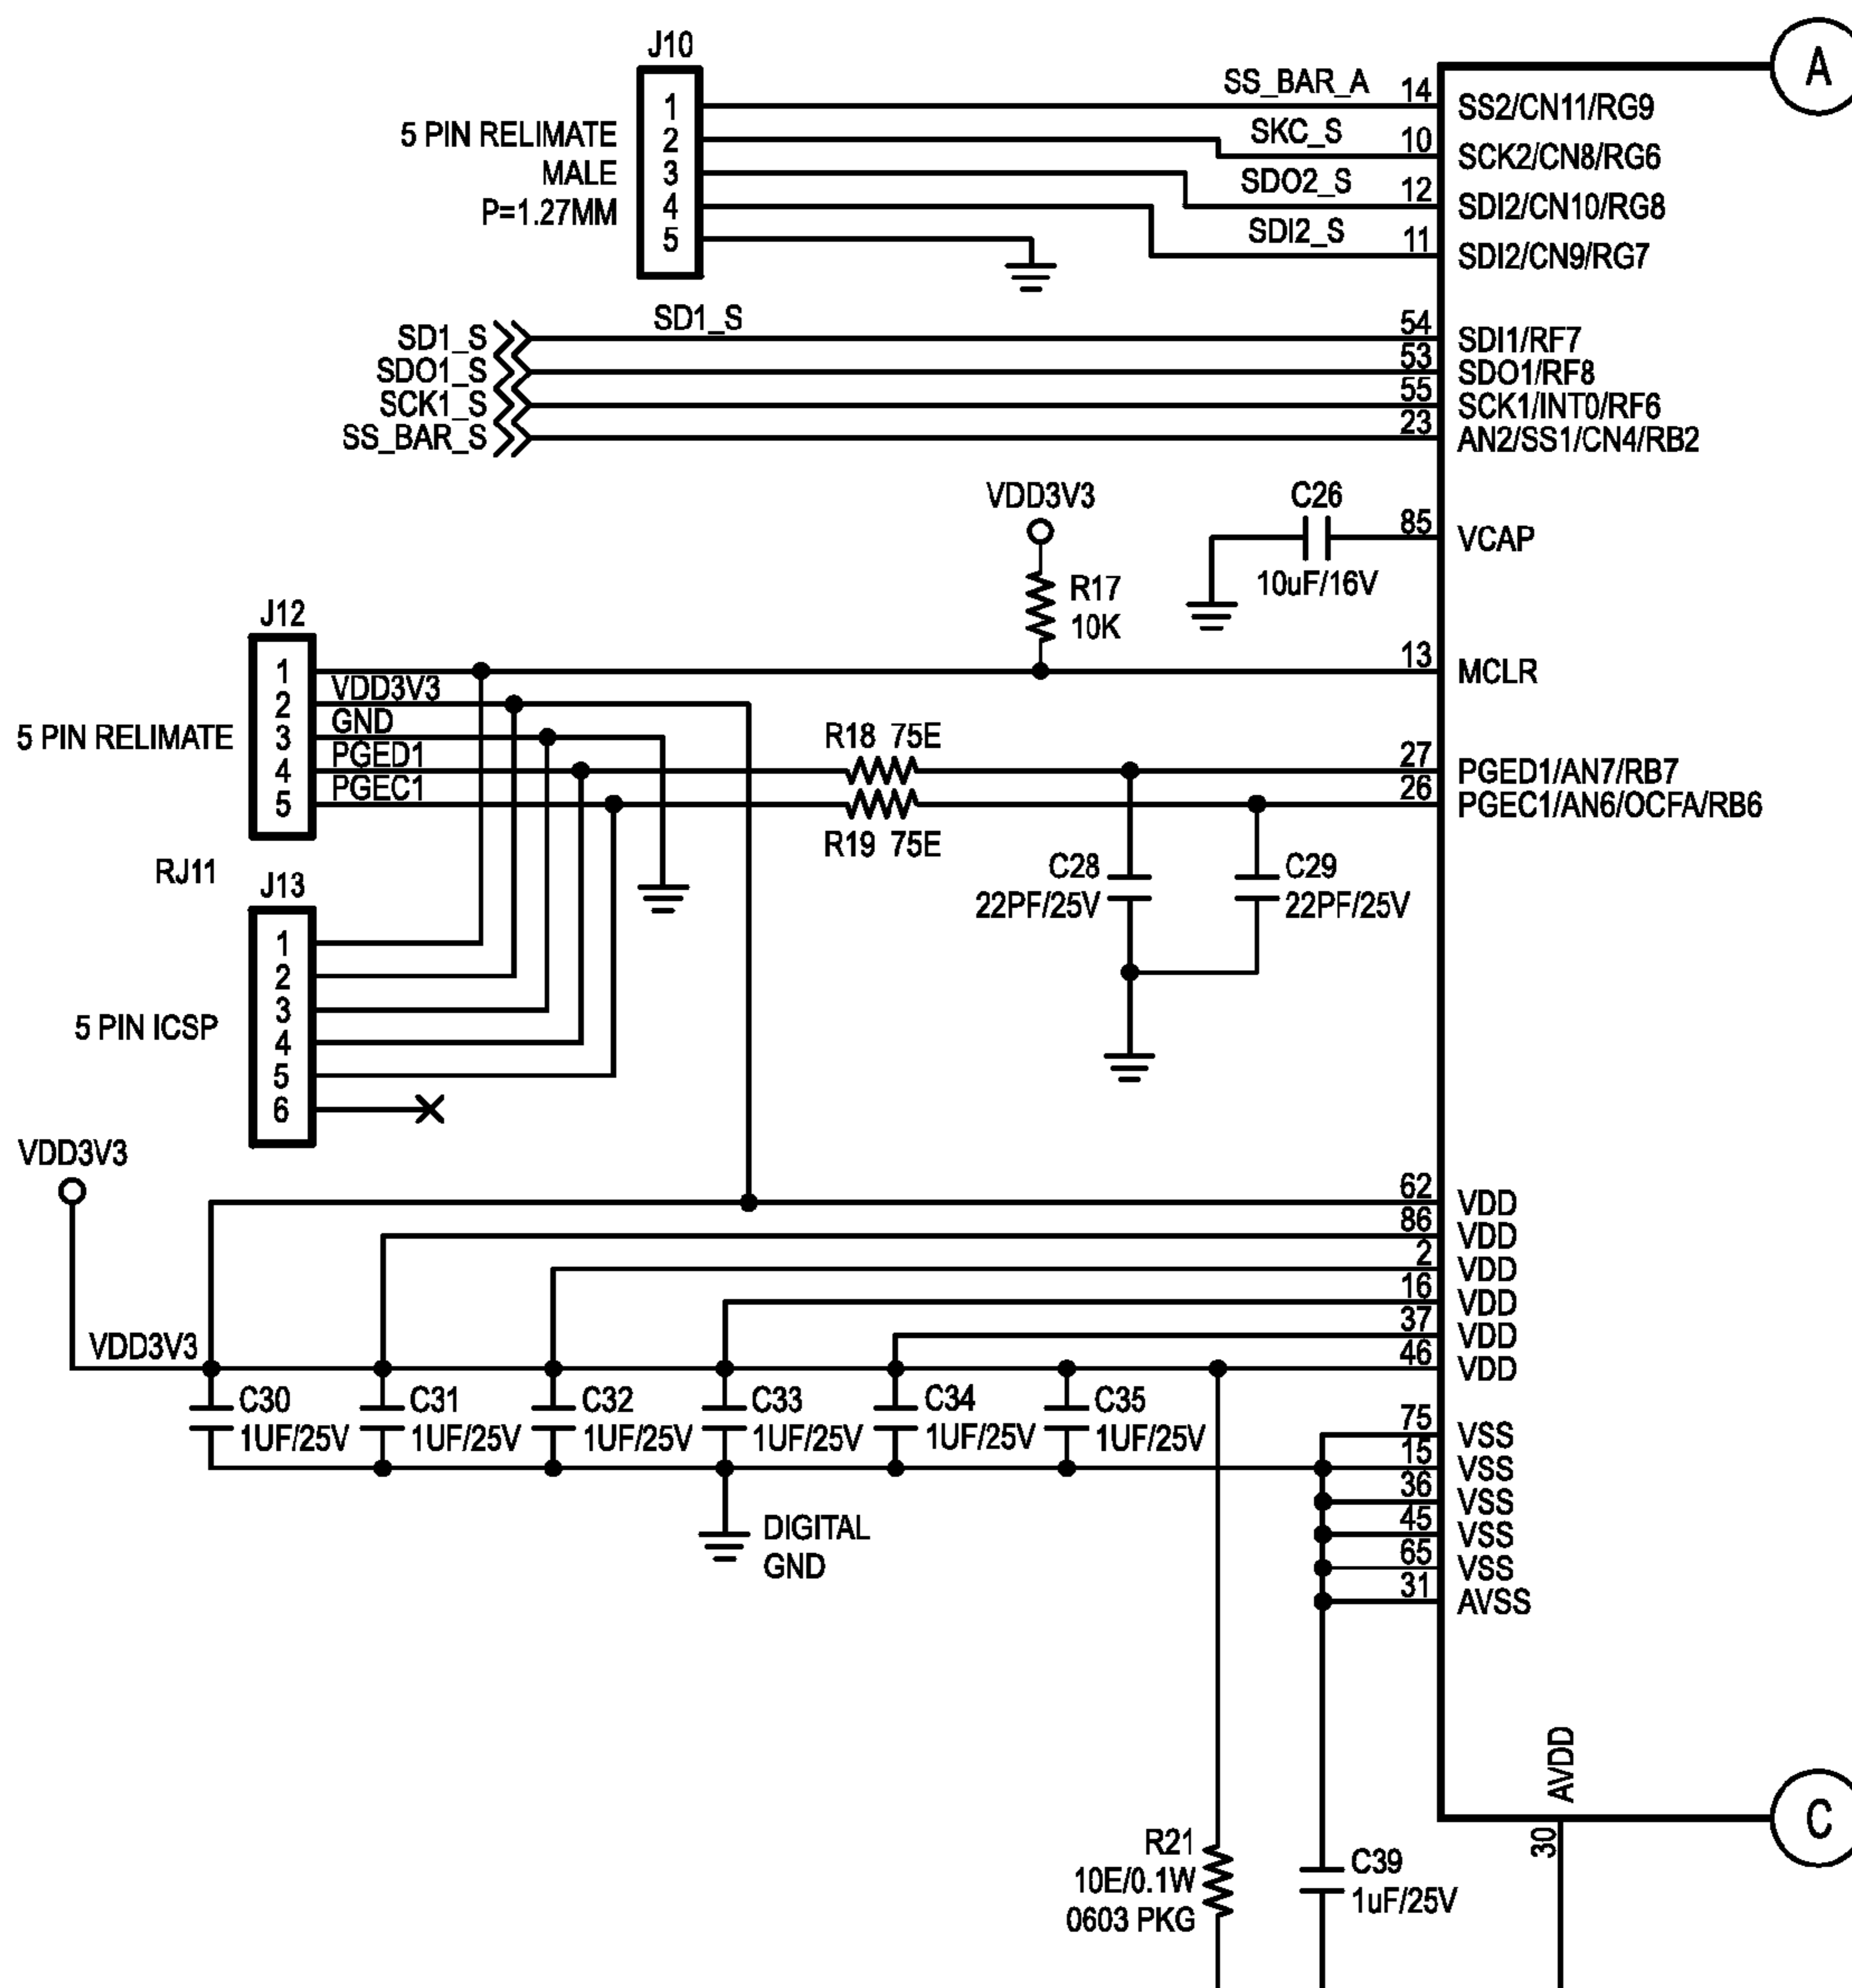 A
J10
5 PIN RELIMATE
MALE
P=1.27MM
1
2
3
4
5
SS_BAR_A 14 SS2/CN11/RG9
SKC_S 10 SCK2/CN8/RG6
SDO2_S 12 SDI2/CN10/RG8
SDI2_S 11 SDI2/CN9/RG7
SD1_S SD1_S 54 SDI1/RF7
SDO1_S 53 SDO1/RF8
SCK1_S 55 SCK1/INT0/RF6
SS_BAR_S 23 AN2/SS1/CN4/RB2
VDD3V3
R17
10K
C26
10uF/16V
85 VCAP
J12
5 PIN RELIMATE
1
2 VDD3V3
3 GND
4 PGED1
5 PGEC1
13 MCLR
R18 75E
R19 75E
27 PGED1/AN7/RB7
26 PGEC1/AN6/OCFA/RB6
C28
22PF/25V
C29
22PF/25V
RJ11
J13
5 PIN ICSP
1
2
3
4
5
6
VDD3V3
62 VDD
86 VDD
2 VDD
16 VDD
37 VDD
VDD3V3 46 VDD
C30
1UF/25V
C31
1UF/25V
C32
1UF/25V
C33
1UF/25V
C34
1UF/25V
C35
1UF/25V
75 VSS
15 VSS
36 VSS
45 VSS
65 VSS
31 AVSS
DIGITAL
GND
AVDD
30
C
R21
10E/0.1W
0603 PKG
C39
1uF/25V